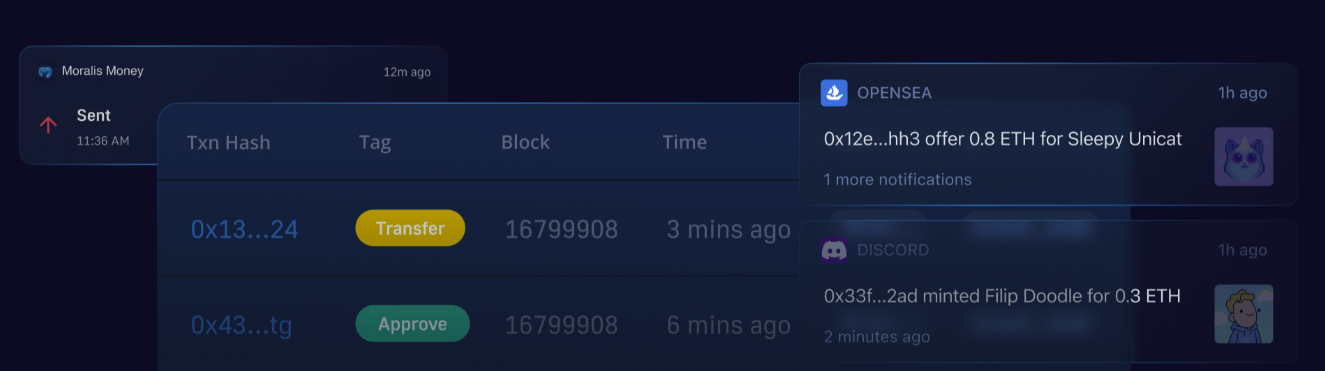 Moralis Money 12m ago
Sent
11:36 AM
Txn Hash Tag Block Time
0x13...24 Transfer 16799908 3 mins ago
0x43...tg Approve 16799908 6 mins ago
OPENSEA 1h ago
0x12e...hh3 offer 0.8 ETH for Sleepy Unicat
1 more notifications
DISCORD 1h ago
0x33f...2ad minted Filip Doodle for 0.3 ETH
2 minutes ago